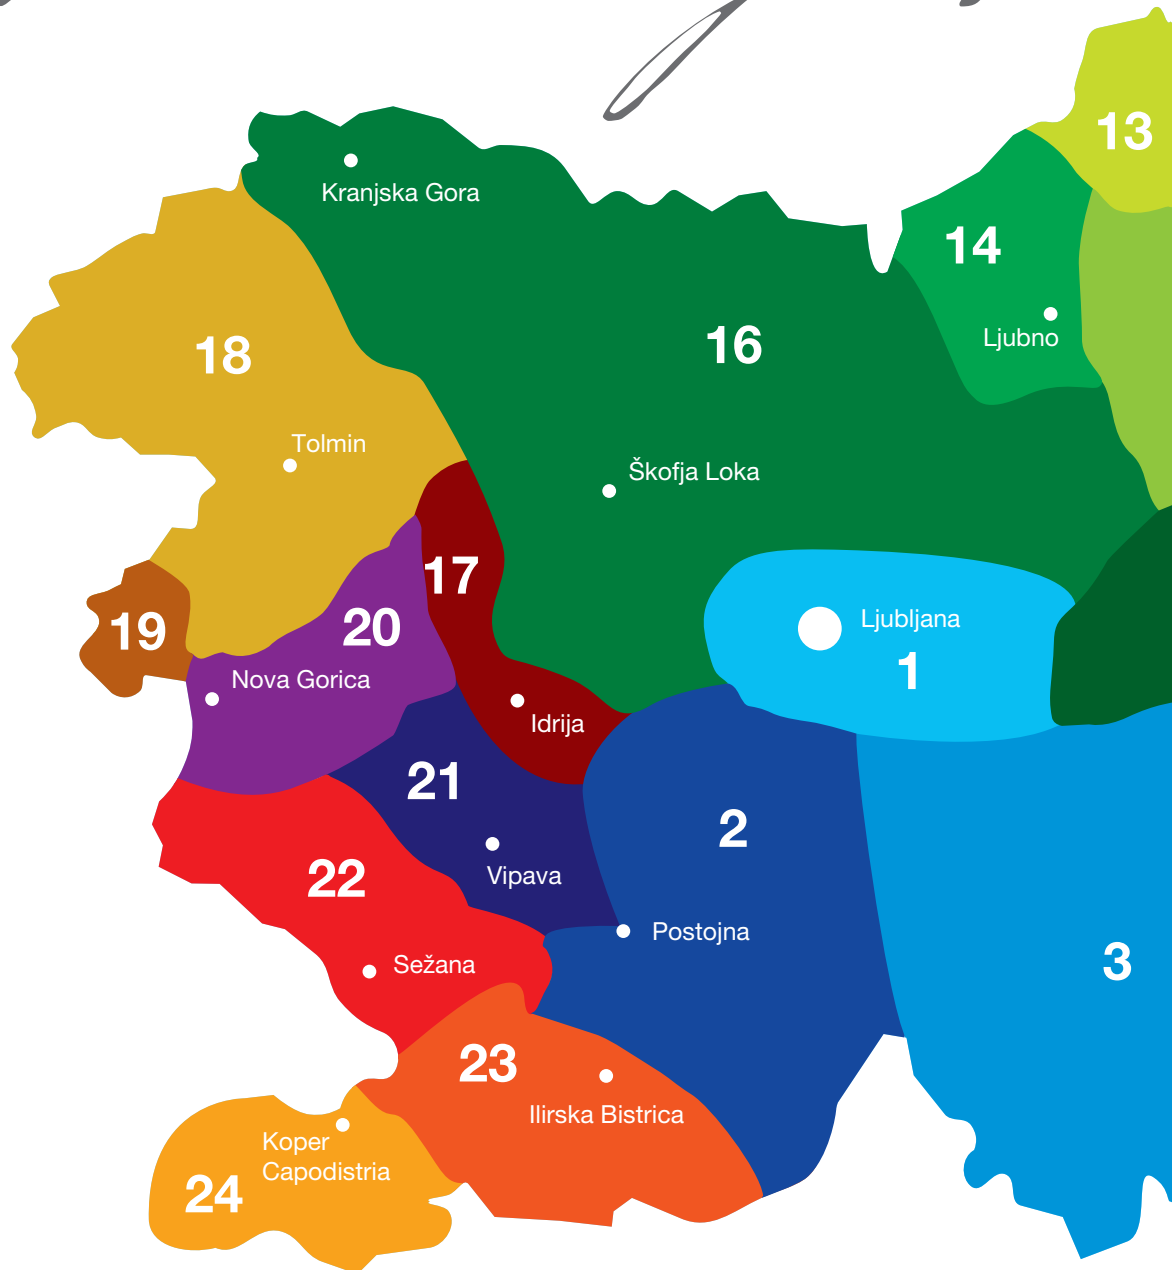 13
Kranjska Gora
14
Ljubno
16
18
Tolmin
Škofja Loka
17
19
20
Ljubljana
1
Nova Gorica
Idrija
21
2
Vipava
22
Postojna
Sežana
3
23
Ilirska Bistrica
Koper
Capodistria
24